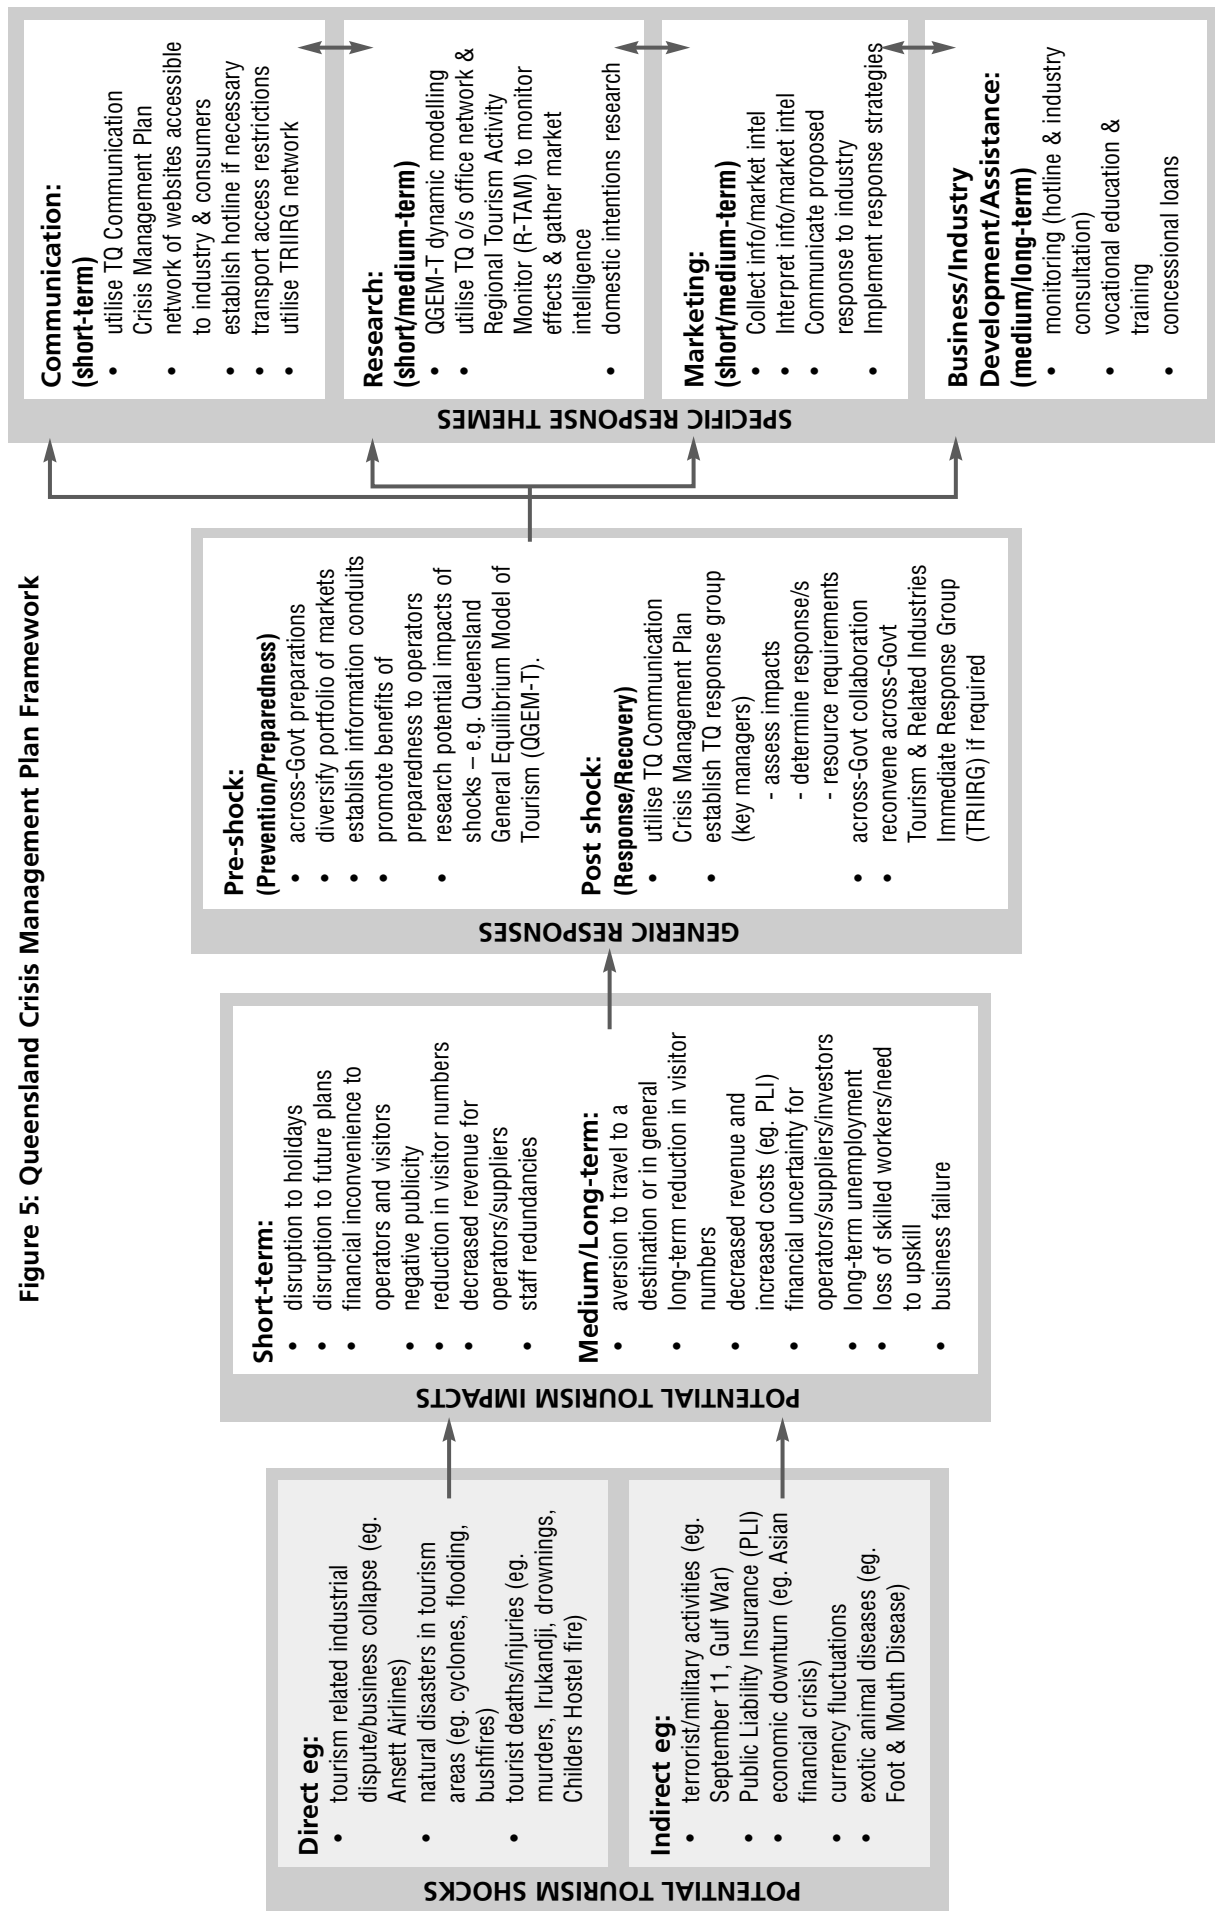 Figure 5: Queensland Crisis Management Plan Framework
POTENTIAL TOURISM SHOCKS
Direct eg:
• tourism related industrial
dispute/business collapse (eg.
Ansett Airlines)
• natural disasters in tourism
areas (eg. cyclones, flooding,
bushfires)
• tourist deaths/injuries (eg.
murders, Irukandji, drownings,
Childers Hostel fire)
Indirect eg:
• terrorist/military activities (eg.
September 11, Gulf War)
• Public Liability Insurance (PLI)
• economic downturn (eg. Asian
financial crisis)
• currency fluctuations
• exotic animal diseases (eg.
Foot & Mouth Disease)
POTENTIAL TOURISM IMPACTS
Short-term:
• disruption to holidays
• disruption to future plans
• financial inconvenience to
operators and visitors
• negative publicity
• reduction in visitor numbers
• decreased revenue for
operators/suppliers
• staff redundancies
Medium/Long-term:
• aversion to travel to a
destination or in general
• long-term reduction in visitor
numbers
• decreased revenue and
increased costs (eg. PLI)
• financial uncertainty for
operators/suppliers/investors
• long-term unemployment
• loss of skilled workers/need
to upskill
• business failure
GENERIC RESPONSES
Pre-shock:
(Prevention/Preparedness)
• across-Govt preparations
• diversify portfolio of markets
• establish information conduits
• promote benefits of
preparedness to operators
• research potential impacts of
shocks – e.g. Queensland
General Equilibrium Model of
Tourism (QGEM-T).
Post shock:
(Response/Recovery)
• utilise TQ Communication
Crisis Management Plan
• establish TQ response group
(key managers)
- assess impacts
- determine response/s
- resource requirements
• across-Govt collaboration
• reconvene across-Govt
Tourism & Related Industries
Immediate Response Group
(TRIIRG) if required
SPECIFIC RESPONSE THEMES
Communication:
(short-term)
• utilise TQ Communication
Crisis Management Plan
• network of websites accessible
to industry & consumers
• establish hotline if necessary
• transport access restrictions
• utilise TRIIRG network
Research:
(short/medium-term)
• QGEM-T dynamic modelling
• utilise TQ o/s office network &
Regional Tourism Activity
Monitor (R-TAM) to monitor
effects & gather market
intelligence
• domestic intentions research
Marketing:
(short/medium-term)
• Collect info/market intel
• Interpret info/market intel
• Communicate proposed
response to industry
• Implement response strategies
Business/Industry
Development/Assistance:
(medium/long-term)
• monitoring (hotline & industry
consultation)
• vocational education &
training
• concessional loans